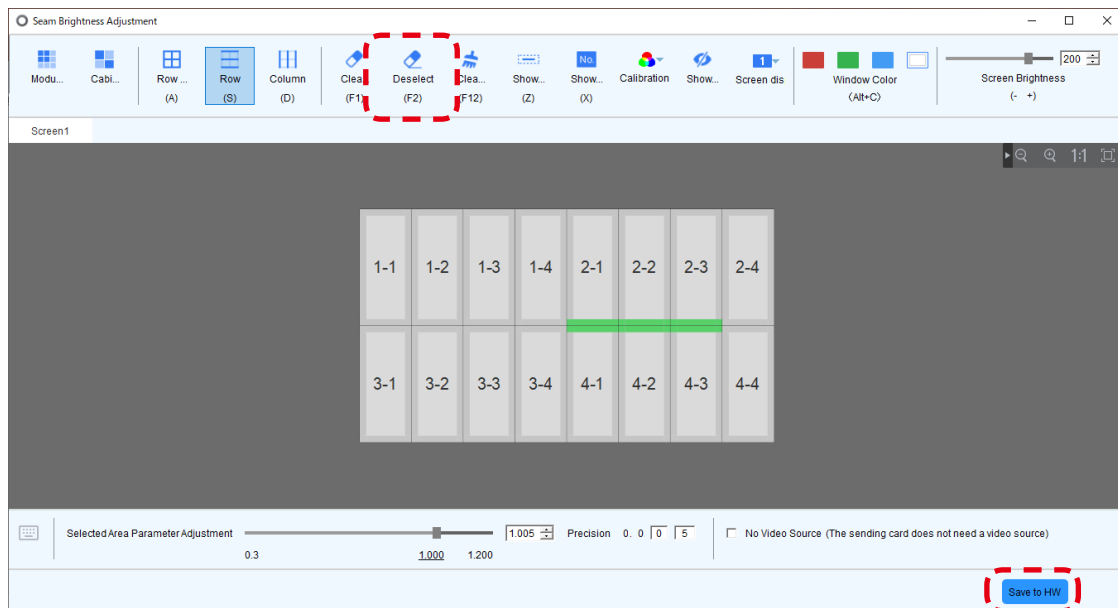 Seam Brightness Adjustment
Modu... Cabi... Row ... Row Column Clea Deselect Clea... Show... No. Show... Calibration Show... 1 Screen dis Window Color Screen Brightness 200
(A) (S) (D) (F1) (F2) (F12) (Z) (X) (Alt+C) (- +)
Screen1
1:1
1-1 1-2 1-3 1-4 2-1 2-2 2-3 2-4
3-1 3-2 3-3 3-4 4-1 4-2 4-3 4-4
Selected Area Parameter Adjustment 1.005 Precision 0. 0 0 5 No Video Source (The sending card does not need a video source)
0.3 1.000 1.200
Save to HW